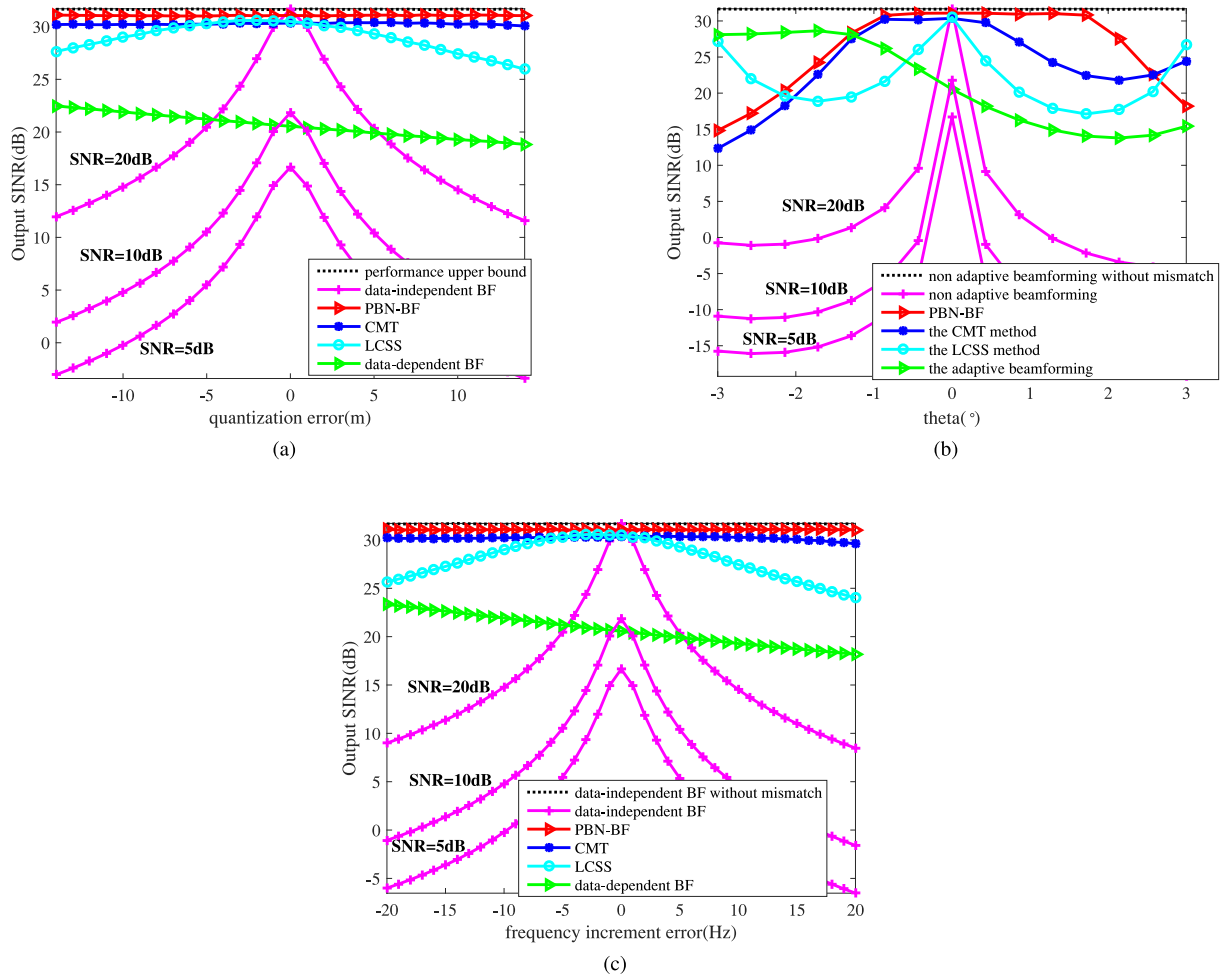 30
25
20
15
10
5
0
Output SINR(dB)
SNR=20dB
SNR=10dB
SNR=5dB
performance upper bound
data-independent BF
PBN-BF
CMT
LCSS
data-dependent BF
-10 -5 0 5 10
quantization error(m)
(a)
30
25
20
15
10
5
0
-5
-10
-15
Output SINR(dB)
SNR=20dB
SNR=10dB
SNR=5dB
non adaptive beamforming without mismatch
non adaptive beamforming
PBN-BF
the CMT method
the LCSS method
the adaptive beamforming
-3 -2 -1 0 1 2 3
theta(°)
(b)
30
25
20
15
10
5
0
-5
Output SINR(dB)
SNR=20dB
SNR=10dB
SNR=5dB
data-independent BF without mismatch
data-independent BF
PBN-BF
CMT
LCSS
data-dependent BF
-20 -15 -10 -5 0 5 10 15 20
frequency increment error(Hz)
(c)